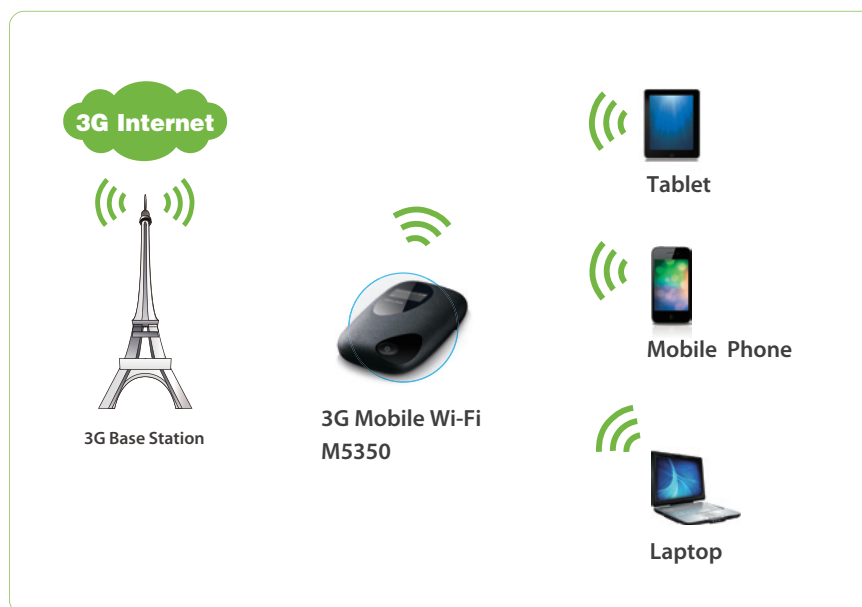 3G Internet
3G Base Station
3G Mobile Wi-Fi
M5350
Tablet
Mobile Phone
Laptop